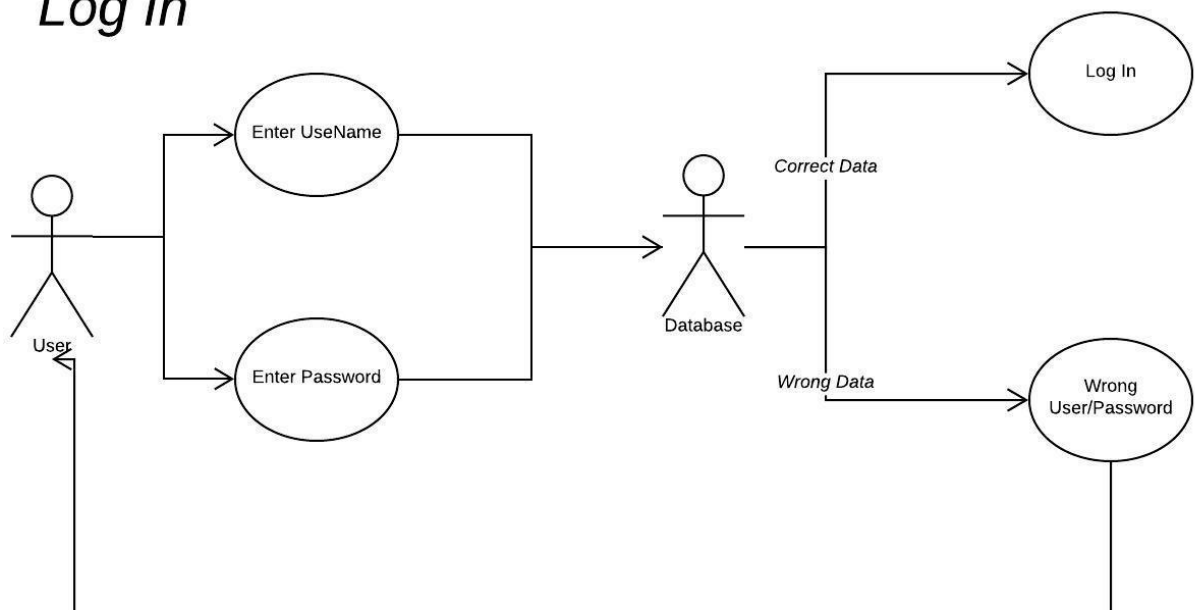 Log In
Enter UseName
Log In
Correct Data
User
Database
Enter Password
Wrong Data
Wrong
User/Password